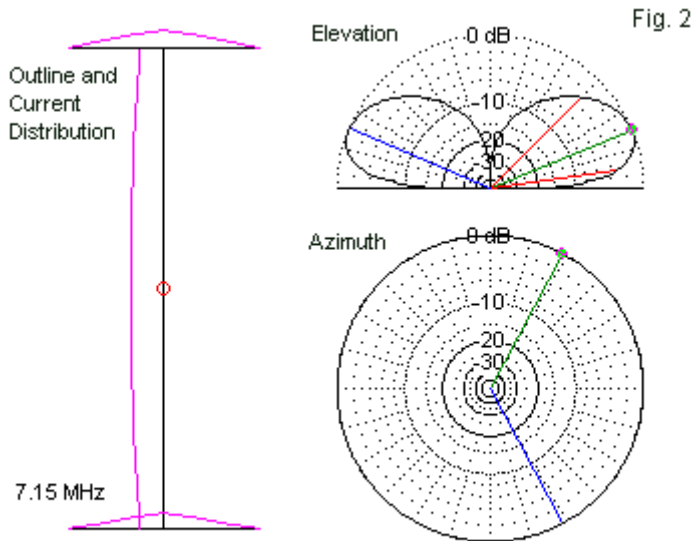 Fig. 2
Outline and
Current
Distribution
7.15 MHz
Elevation
0 dB
-10
20
30
Azimuth
0 dB
-10
-20
-30